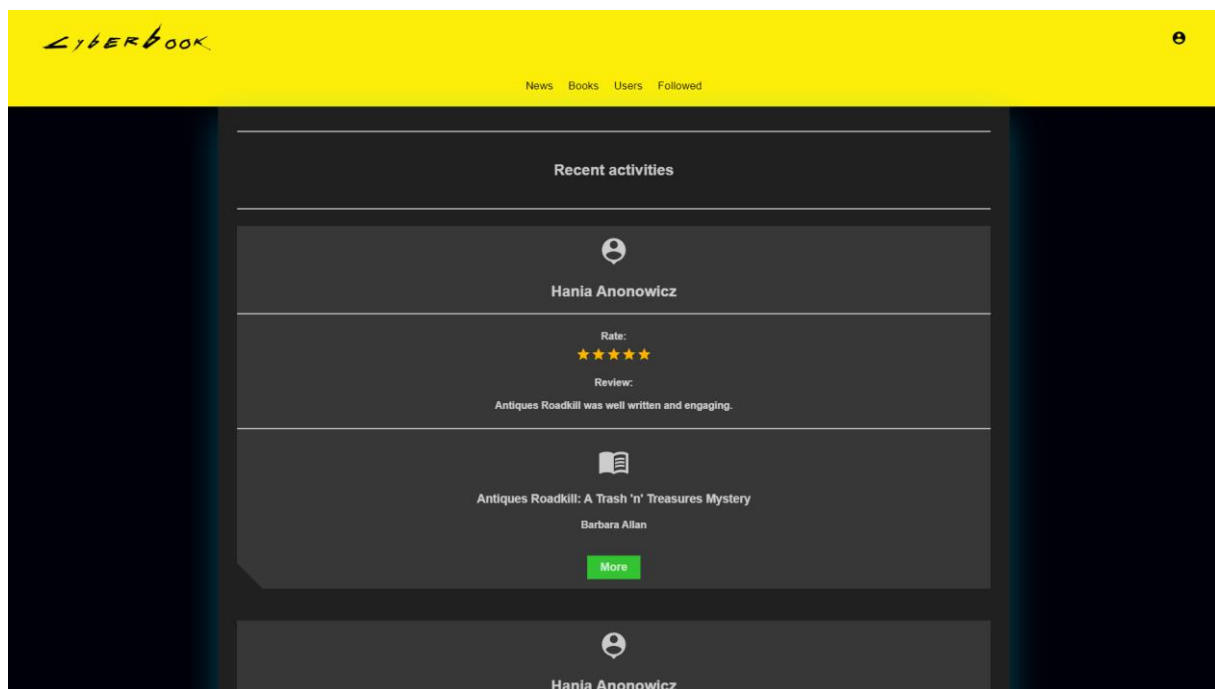 CyberBook
News Books Users Followed
Recent activities
Hania Anonowicz
Rate:
Review:
Antiques Roadkill was well written and engaging.
Antiques Roadkill: A Trash 'n' Treasures Mystery
Barbara Allan
More
Hania Anonowicz